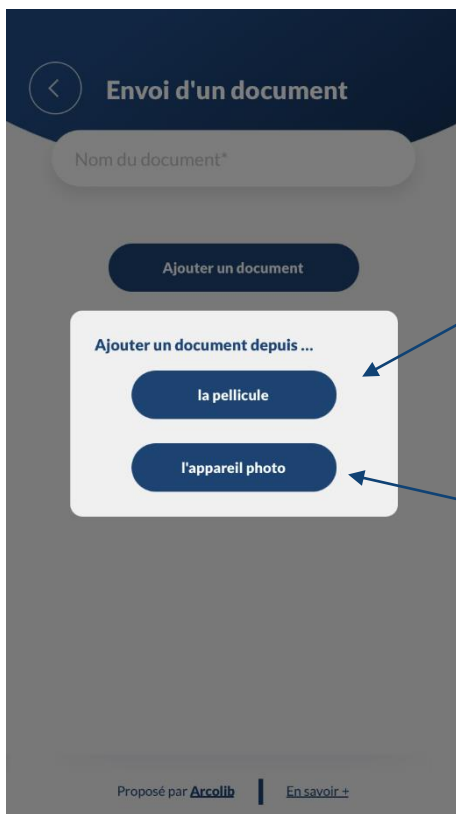 Envoi d'un document
Nom du document*
Ajouter un document
Ajouter un document depuis ...
la pellicule
l'appareil photo
Proposé par Arcolib En savoir +